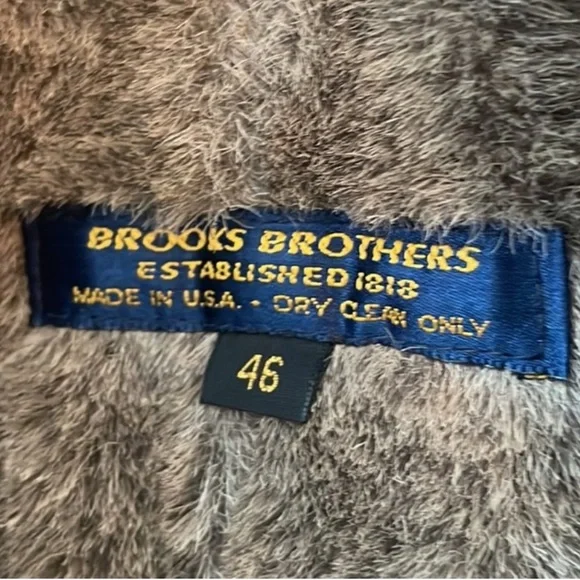 BROOKS BROTHERS
ESTABLISHED 1818
MADE IN U.S.A. - DRY CLEAN ONLY
46